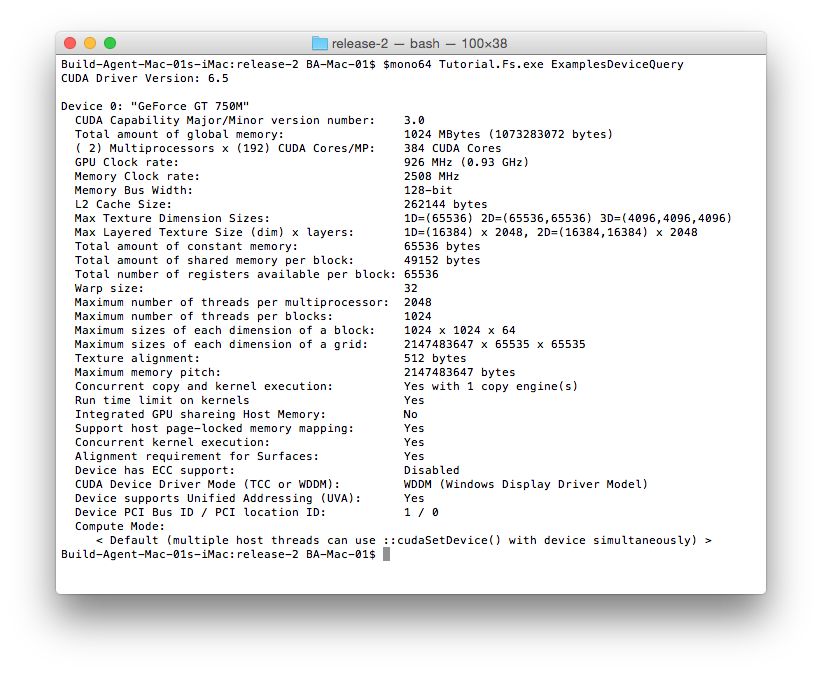 release-2 — bash — 100×38
Build-Agent-Mac-01s-iMac:release-2 BA-Mac-01$ $mono64 Tutorial.Fs.exe ExamplesDeviceQuery
CUDA Driver Version: 6.5
Device 0: "GeForce GT 750M"
CUDA Capability Major/Minor version number: 3.0
Total amount of global memory: 1024 MBytes (1073283072 bytes)
( 2) Multiprocessors x (192) CUDA Cores/MP: 384 CUDA Cores
GPU Clock rate: 926 MHz (0.93 GHz)
Memory Clock rate: 2508 MHz
Memory Bus Width: 128-bit
L2 Cache Size: 262144 bytes
Max Texture Dimension Sizes: 1D=(65536) 2D=(65536,65536) 3D=(4096,4096,4096)
Max Layered Texture Size (dim) x layers: 1D=(16384) x 2048, 2D=(16384,16384) x 2048
Total amount of constant memory: 65536 bytes
Total amount of shared memory per block: 49152 bytes
Total number of registers available per block: 65536
Warp size: 32
Maximum number of threads per multiprocessor: 2048
Maximum number of threads per blocks: 1024
Maximum sizes of each dimension of a block: 1024 x 1024 x 64
Maximum sizes of each dimension of a grid: 2147483647 x 65535 x 65535
Texture alignment: 512 bytes
Maximum memory pitch: 2147483647 bytes
Concurrent copy and kernel execution: Yes with 1 copy engine(s)
Run time limit on kernels Yes
Integrated GPU shareing Host Memory: No
Support host page-locked memory mapping: Yes
Concurrent kernel execution: Yes
Alignment requirement for Surfaces: Yes
Device has ECC support: Disabled
CUDA Device Driver Mode (TCC or WDDM): WDDM (Windows Display Driver Model)
Device supports Unified Addressing (UVA): Yes
Device PCI Bus ID / PCI location ID: 1 / 0
Compute Mode:
< Default (multiple host threads can use ::cudaSetDevice() with device simultaneously) >
Build-Agent-Mac-01s-iMac:release-2 BA-Mac-01$